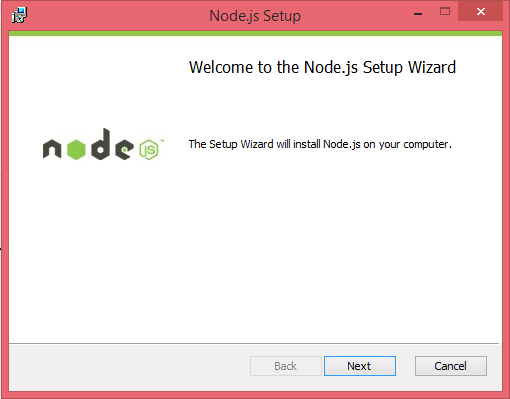 Node.js Setup
Welcome to the Node.js Setup Wizard
node JS™
The Setup Wizard will install Node.js on your computer.
Back Next Cancel